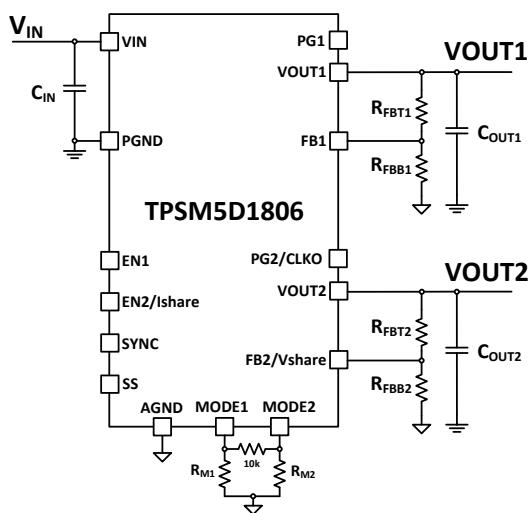 VIN
VIN
CIN
PGND
TPSM5D1806
EN1
EN2/Ishare
SYNC
SS
AGND
MODE1
MODE2
10k
RM1
RM2
PG1
VOUT1
FB1
PG2/CLKO
VOUT2
FB2/Vshare
VOUT1
RFBT1
RFBB1
COUT1
VOUT2
RFBT2
RFBB2
COUT2